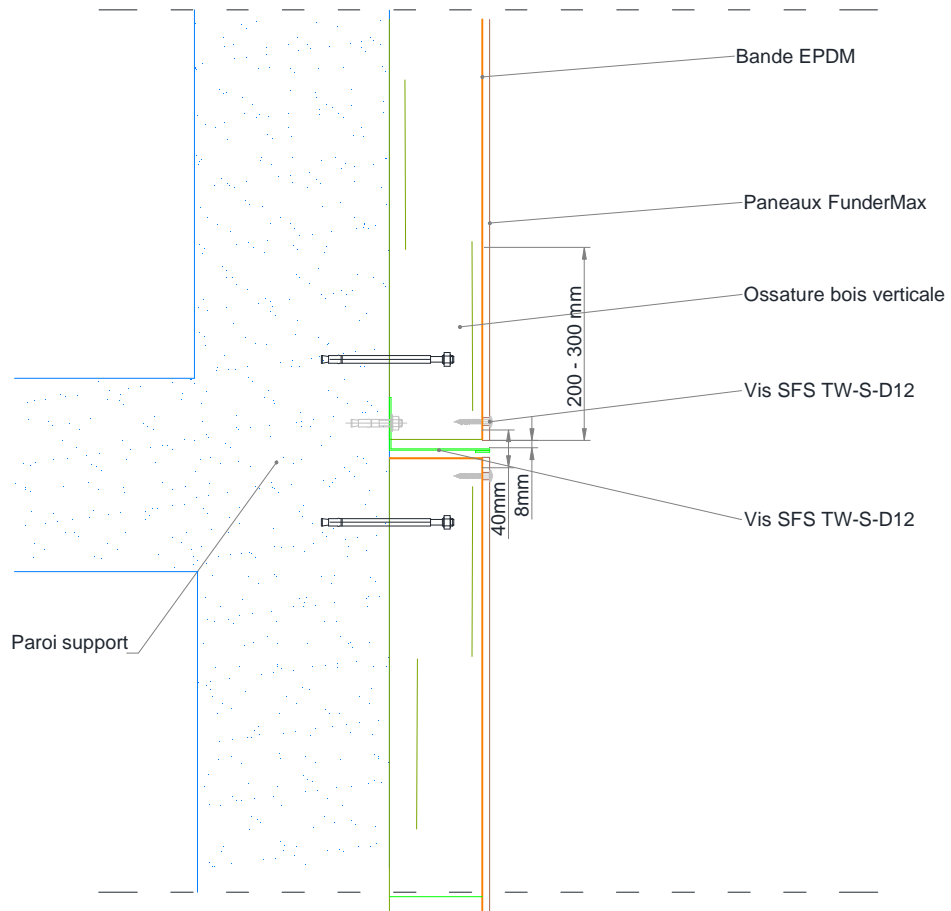 Bande EPDM
Paneaux FunderMax
Ossature bois verticale
200 - 300 mm
Vis SFS TW-S-D12
40mm
8mm
Vis SFS TW-S-D12
Paroi support